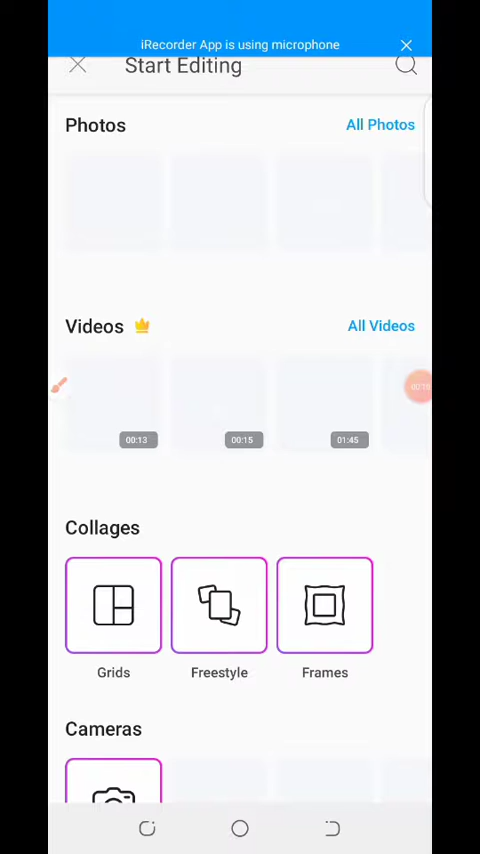 iRecorder App is using microphone
Start Editing
Photos
All Photos
Videos
All Videos
00:13
00:15
01:45
Collages
Grids
Freestyle
Frames
Cameras